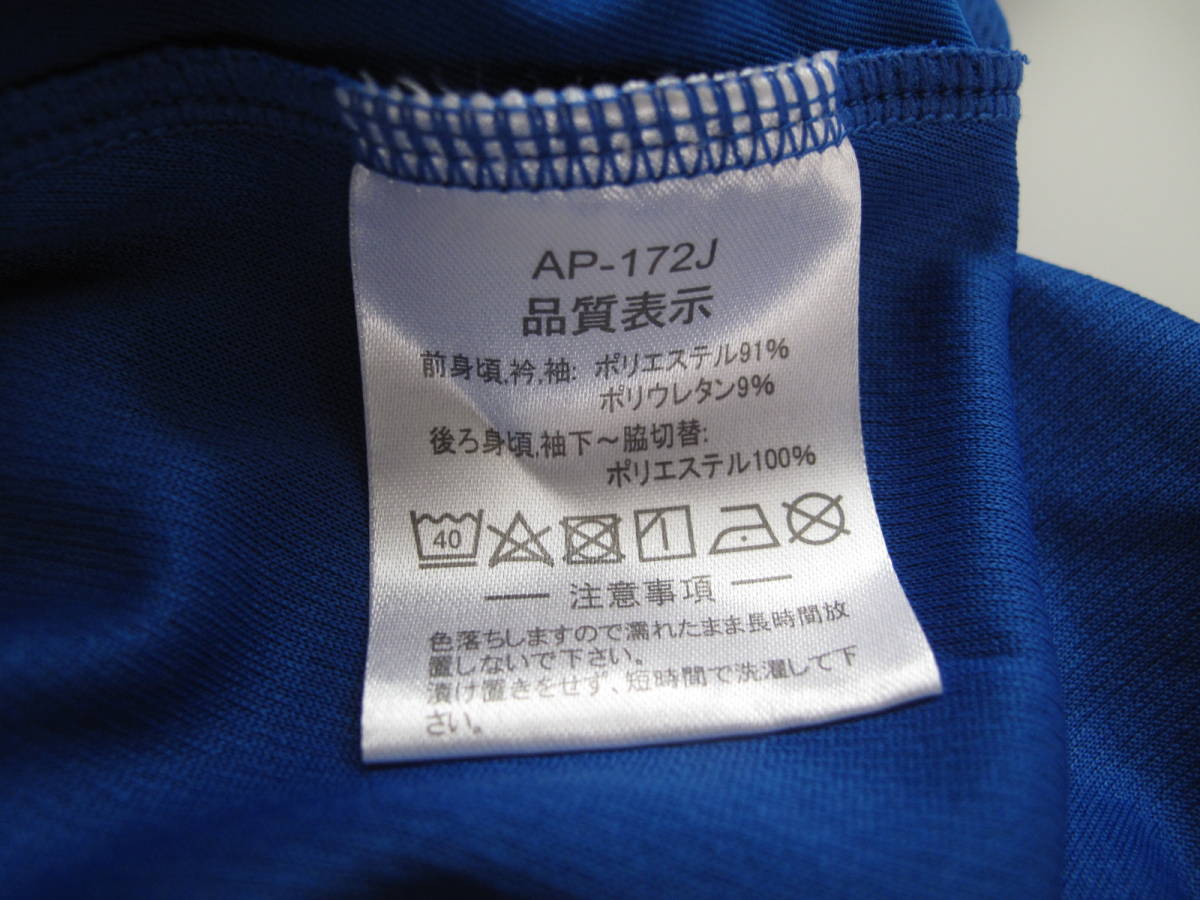 AP-172J
品質表示
前身頃,衿,袖: ポリエステル91%
ポリウレタン9%
後ろ身頃,袖下～脇切替:
ポリエステル100%
40
注意事項
色落ちしますので濡れたまま長時間放
置しないで下さい。
漬け置きをせず、短時間で洗濯して下
さい。